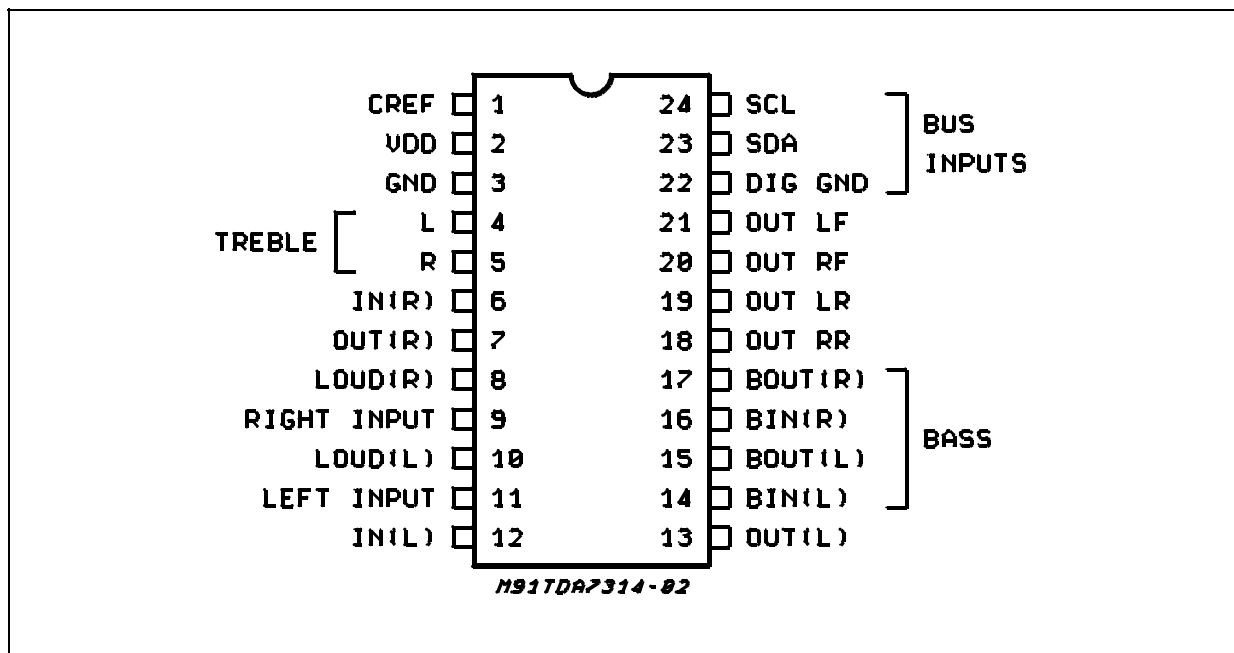 CREF 1 24 SCL
BUS
VDD 2 23 SDA
INPUTS
GND 3 22 DIG GND
L 4 21 OUT LF
TREBLE
R 5 20 OUT RF
IN(R) 6 19 OUT LR
OUT(R) 7 18 OUT RR
LOUD(R) 8 17 BOUT(R)
RIGHT INPUT 9 16 BIN(R)
BASS
LOUD(L) 10 15 BOUT(L)
LEFT INPUT 11 14 BIN(L)
IN(L) 12 13 OUT(L)
M91TDA7314-02